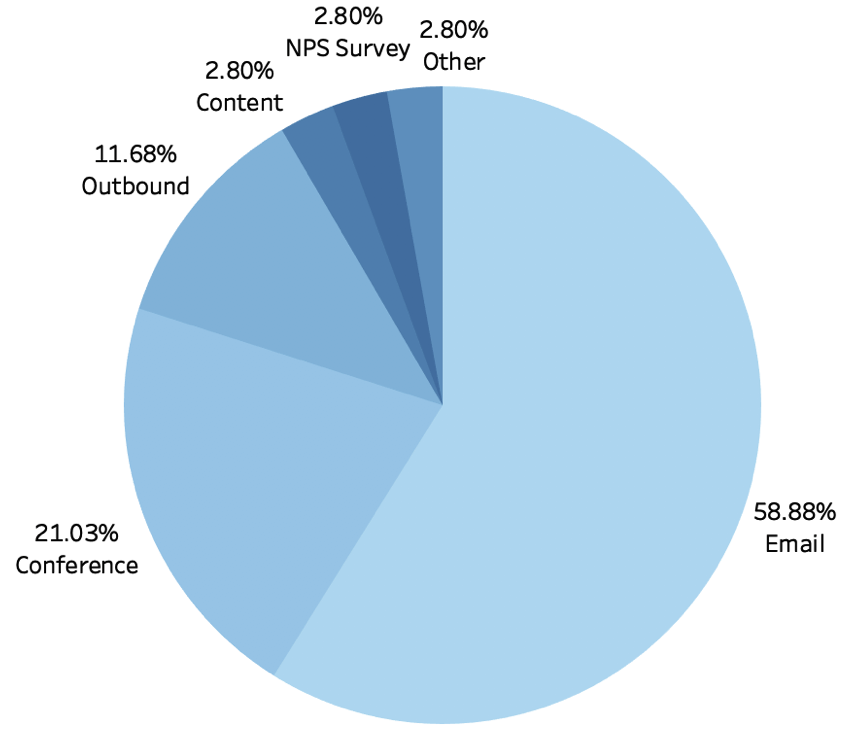 2.80%
NPS Survey
2.80%
Other
2.80%
Content
11.68%
Outbound
58.88%
Email
21.03%
Conference